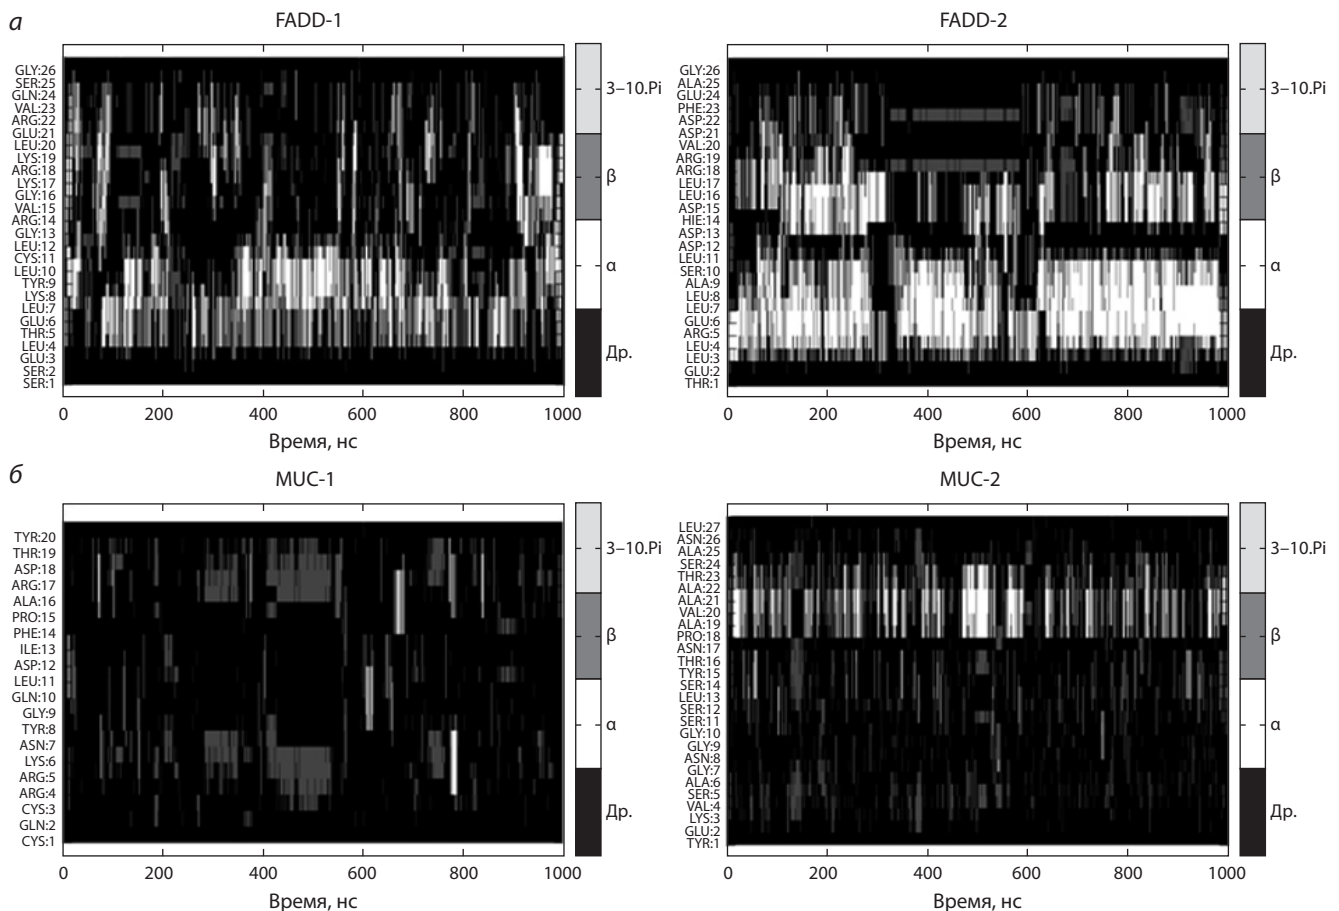 а
FADD-1
GLY:26
SER:25
GLN:24
VAL:23
ARG:22
GLU:21
LEU:20
LYS:19
ARG:18
LYS:17
GLY:16
VAL:15
ARG:14
GLY:13
LEU:12
CYS:11
LEU:10
TYR:9
LYS:8
LEU:7
GLU:6
THR:5
LEU:4
GLU:3
SER:2
SER:1
0 200 400 600 800 1000
Время, нс
3–10.Pi
β
α
Др.
FADD-2
GLY:26
ALA:25
GLU:24
PHE:23
ASP:22
ASP:21
VAL:20
ARG:19
ARG:18
LEU:17
LEU:16
ASP:15
HIE:14
ASP:13
ASP:12
LEU:11
SER:10
ALA:9
LEU:8
LEU:7
GLU:6
ARG:5
LEU:4
LEU:3
GLU:2
THR:1
0 200 400 600 800 1000
Время, нс
3–10.Pi
β
α
Др.
б
MUC-1
TYR:20
THR:19
ASP:18
ARG:17
ALA:16
PRO:15
PHE:14
ILE:13
ASP:12
LEU:11
GLN:10
GLY:9
TYR:8
ASN:7
LYS:6
ARG:5
ARG:4
CYS:3
GLN:2
CYS:1
0 200 400 600 800 1000
Время, нс
3–10.Pi
β
α
Др.
MUC-2
LEU:27
ASN:26
ALA:25
SER:24
THR:23
ALA:22
ALA:21
VAL:20
ALA:19
PRO:18
ASN:17
THR:16
TYR:15
SER:14
LEU:13
SER:12
SER:11
GLY:10
GLY:9
ASN:8
GLY:7
ALA:6
SER:5
VAL:4
LYS:3
GLU:2
TYR:1
0 200 400 600 800 1000
Время, нс
3–10.Pi
β
α
Др.